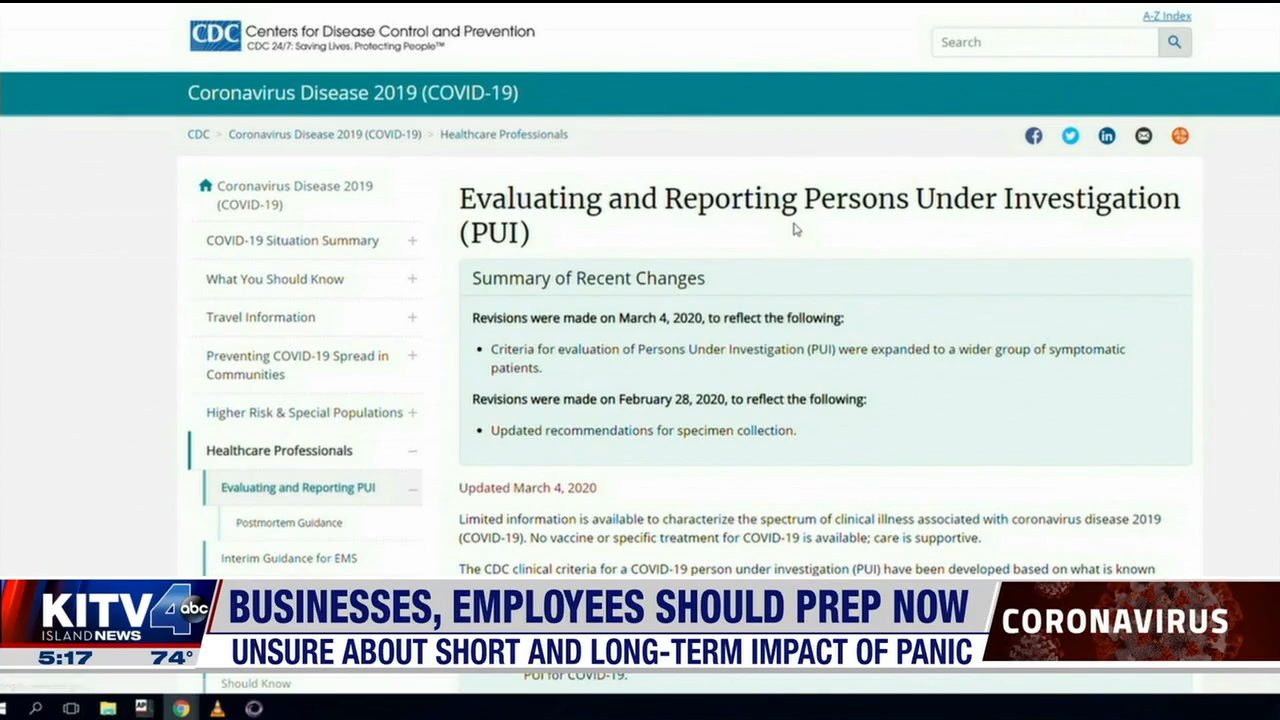 A-Z Index
CDC
Centers for Disease Control and Prevention
CDC 24/7: Saving Lives, Protecting People™
Search
Coronavirus Disease 2019 (COVID-19)
CDC > Coronavirus Disease 2019 (COVID-19) > Healthcare Professionals
Coronavirus Disease 2019
(COVID-19)
COVID-19 Situation Summary +
What You Should Know +
Travel Information +
Preventing COVID-19 Spread in +
Communities
Higher Risk & Special Populations +
Healthcare Professionals –
Evaluating and Reporting PUI –
Postmortem Guidance
Interim Guidance for EMS
Should Know
Evaluating and Reporting Persons Under Investigation
(PUI)
Summary of Recent Changes
Revisions were made on March 4, 2020, to reflect the following:
• Criteria for evaluation of Persons Under Investigation (PUI) were expanded to a wider group of symptomatic
patients.
Revisions were made on February 28, 2020, to reflect the following:
• Updated recommendations for specimen collection.
Updated March 4, 2020
Limited information is available to characterize the spectrum of clinical illness associated with coronavirus disease 2019
(COVID-19). No vaccine or specific treatment for COVID-19 is available; care is supportive.
The CDC clinical criteria for a COVID-19 person under investigation (PUI) have been developed based on what is known
PUI for COVID-19.
KITV 4 abc
ISLAND NEWS
5:17 74°
BUSINESSES, EMPLOYEES SHOULD PREP NOW
UNSURE ABOUT SHORT AND LONG-TERM IMPACT OF PANIC
CORONAVIRUS